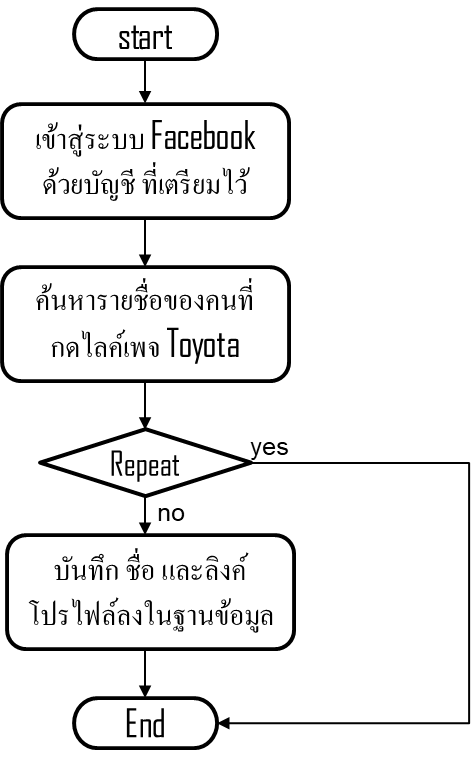 start
เข้าสู่ระบบ Facebook
ด้วยบัญชี ที่เตรียมไว้
ค้นหารายชื่อของคนที่
กดไลค์เพจ Toyota
Repeat
yes
no
บันทึก ชื่อ และลิงค์
โปรไฟล์ลงในฐานข้อมูล
End